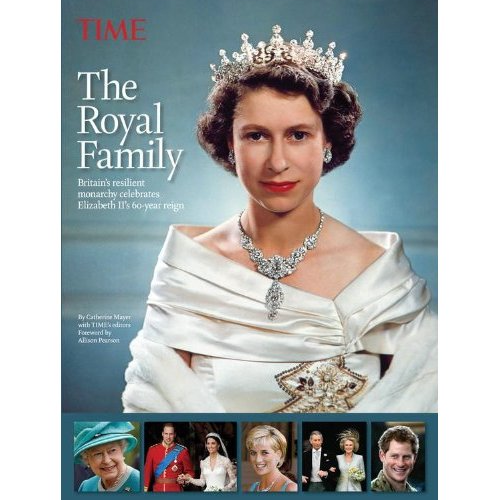 TIME
The
Royal
Family
Britain's resilient
monarchy celebrates
Elizabeth II's 60-year reign
By Catherine Mayer
with TIME's editors
Foreword by
Allison Pearson